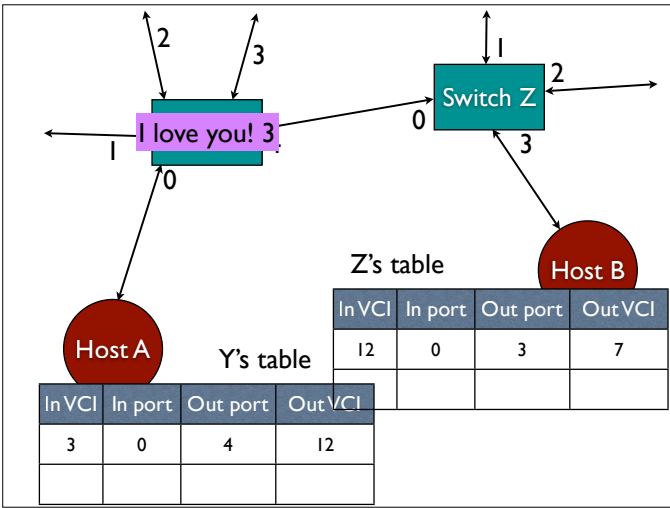 2
3
1
Switch Z
2
0
3
I love you! 3
1
0
Z's table
Host B
In VCI In port Out port Out VCI
12 0 3 7
Host A
Y's table
In VCI In port Out port Out VCI
3 0 4 12